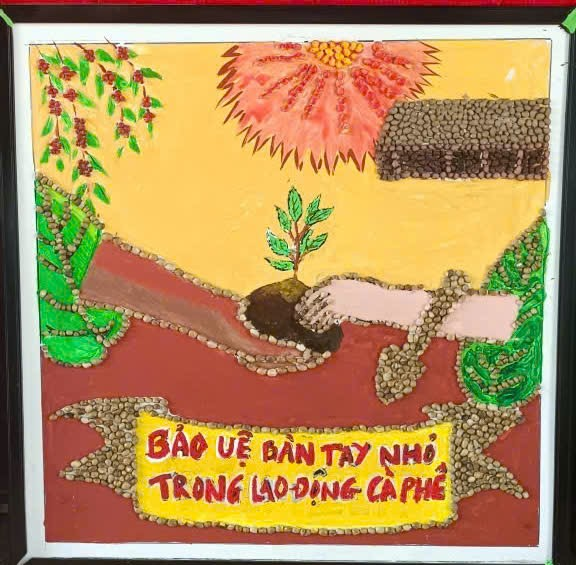 BẢO VỆ BÀN TAY NHỎ
TRONG LAO ĐỘNG CÀ PHÊ